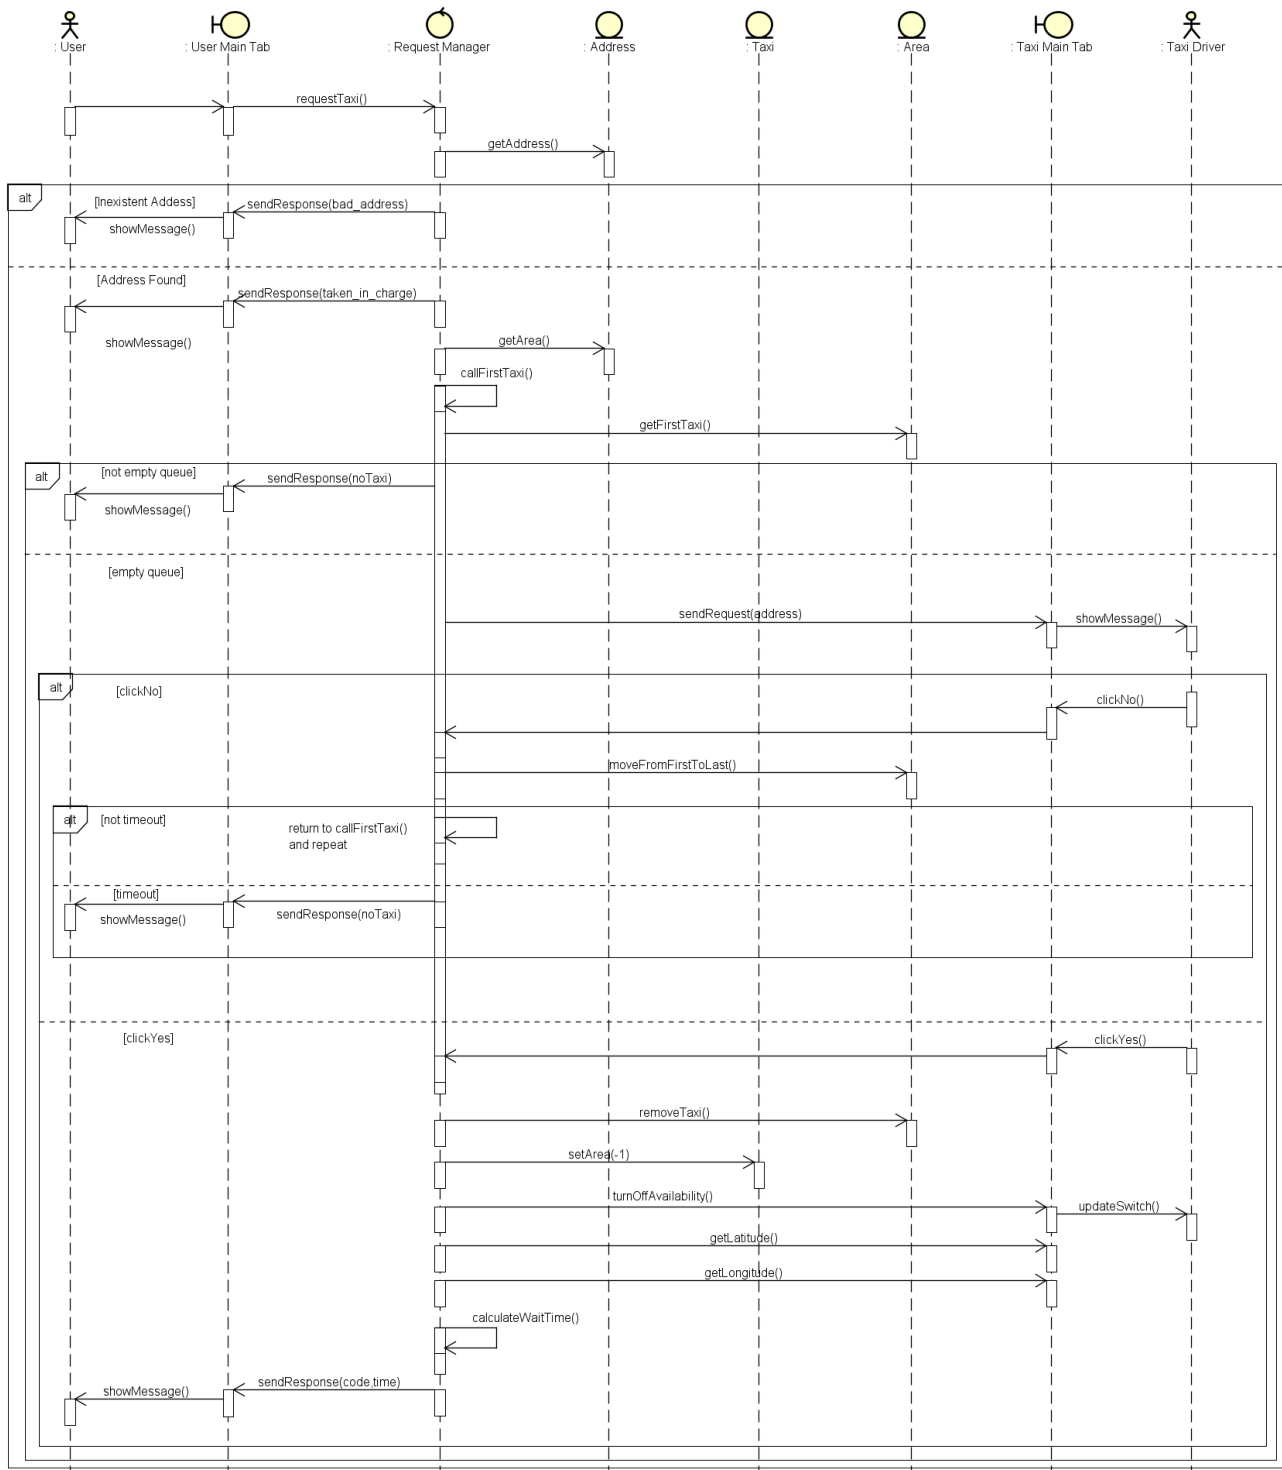 : User
: User Main Tab
: Request Manager
: Address
: Taxi
: Area
: Taxi Main Tab
: Taxi Driver
requestTaxi()
getAddress()
alt
[Inexistent Addess]
sendResponse(bad_address)
showMessage()
[Address Found]
sendResponse(taken_in_charge)
showMessage()
getArea()
callFirstTaxi()
getFirstTaxi()
alt
[not empty queue]
sendResponse(noTaxi)
showMessage()
[empty queue]
sendRequest(address)
showMessage()
alt
[clickNo]
clickNo()
moveFromFirstToLast()
alt
[not timeout]
return to callFirstTaxi()
and repeat
[timeout]
sendResponse(noTaxi)
showMessage()
[clickYes]
clickYes()
removeTaxi()
setArea(-1)
turnOffAvailability()
updateSwitch()
getLatitude()
getLongitude()
calculateWaitTime()
sendResponse(code,time)
showMessage()